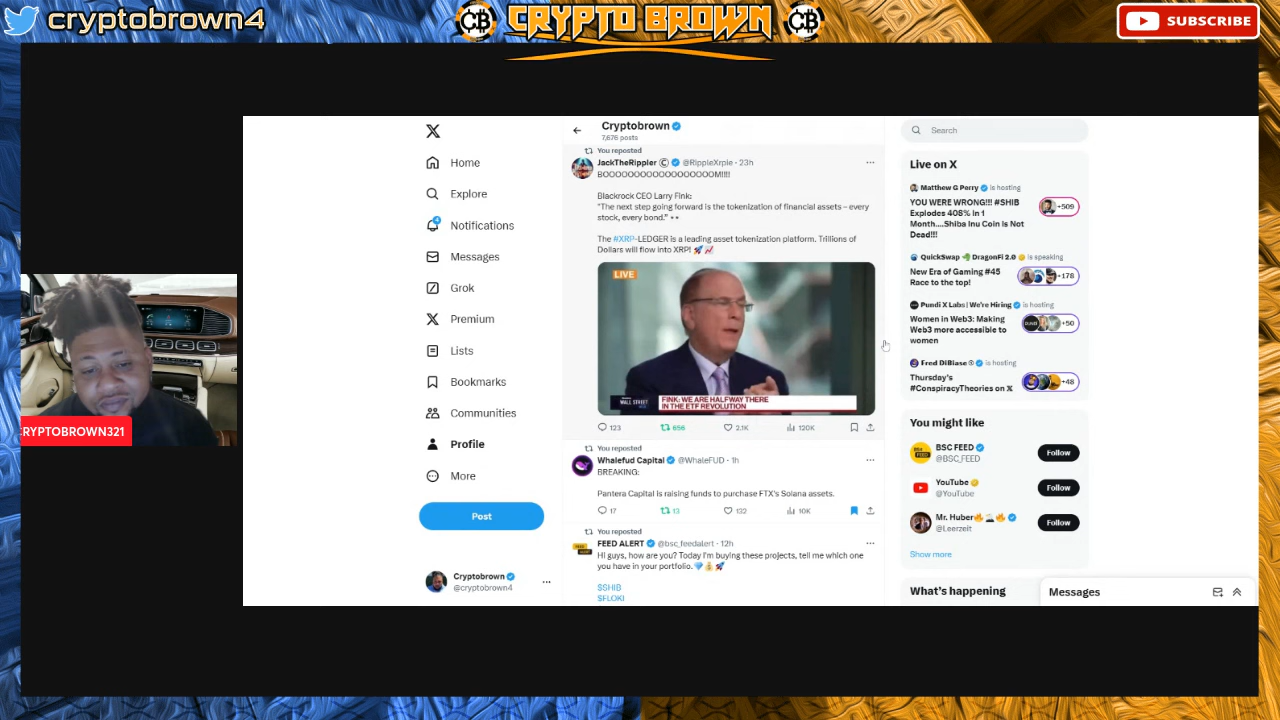 cryptobrown4
CB
CRYPTO BROWN
CB
SUBSCRIBE
CRYPTOBROWN321
Home
Explore
Notifications
Messages
Grok
Premium
Lists
Bookmarks
Communities
Profile
More
Post
Cryptobrown
@cryptobrown4
Cryptobrown
7,676 posts
You reposted
JackTheRippler © @RippleXrpie · 23h
BOOOOOOOOOOOOOOOOOOM!!!!
Blackrock CEO Larry Fink:
"The next step going forward is the tokenization of financial assets – every
stock, every bond."
The #XRP-LEDGER is a leading asset tokenization platform. Trillions of
Dollars will flow into XRP!
LIVE
WALL STREET
FINK: WE ARE HALFWAY THERE
IN THE ETF REVOLUTION
123
656
2.1K
120K
You reposted
Whalefud Capital @WhaleFUD · 1h
BREAKING:
Pantera Capital is raising funds to purchase FTX's Solana assets.
17
13
132
10K
You reposted
FEED ALERT @bsc_feedalert · 12h
Hi guys, how are you? Today I'm buying these projects, tell me which one
you have in your portfolio.
$SHIB
$FLOKI
Search
Live on X
Matthew G Perry is hosting
YOU WERE WRONG!!! #SHIB
Explodes 408% in 1
Month....Shiba Inu Coin Is Not
Dead!!!
+509
QuickSwap DragonFi 2.0 is speaking
New Era of Gaming #45
Race to the top!
+178
Pundi X Labs | We're Hiring is hosting
Women in Web3: Making
Web3 more accessible to
women
+50
Fred DiBiase ® is hosting
Thursday's
#ConspiracyTheories on X
+48
You might like
BSC FEED
@BSC_FEED
Follow
YouTube
@YouTube
Follow
Mr. Huber
@Leerzeit
Follow
Show more
What's happening
Messages